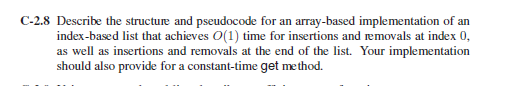 C-2.8 Describe the structure and pseudocode for an array-based implementation of an
index-based list that achieves O(1) time for insertions and removals at index 0,
as well as insertions and removals at the end of the list. Your implementation
should also provide for a constant-time get method.